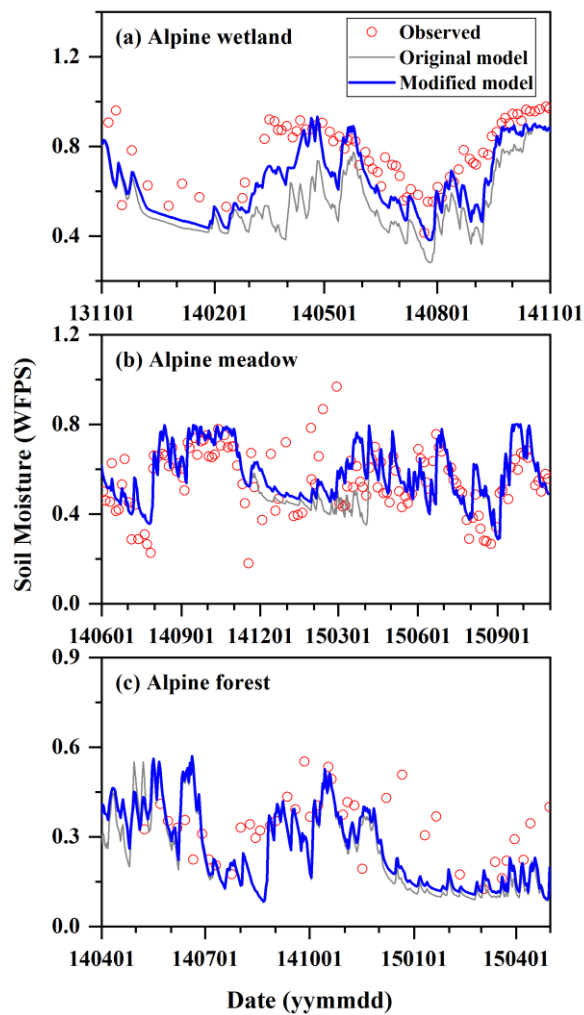 (a) Alpine wetland
Observed
Original model
Modified model
1.2
0.8
0.4
131101 140201 140501 140801 141101
Soil Moisture (WFPS)
(b) Alpine meadow
1.2
0.8
0.4
0.0
140601 140901 141201 150301 150601 150901
(c) Alpine forest
0.9
0.6
0.3
0.0
140401 140701 141001 150101 150401
Date (yymmdd)